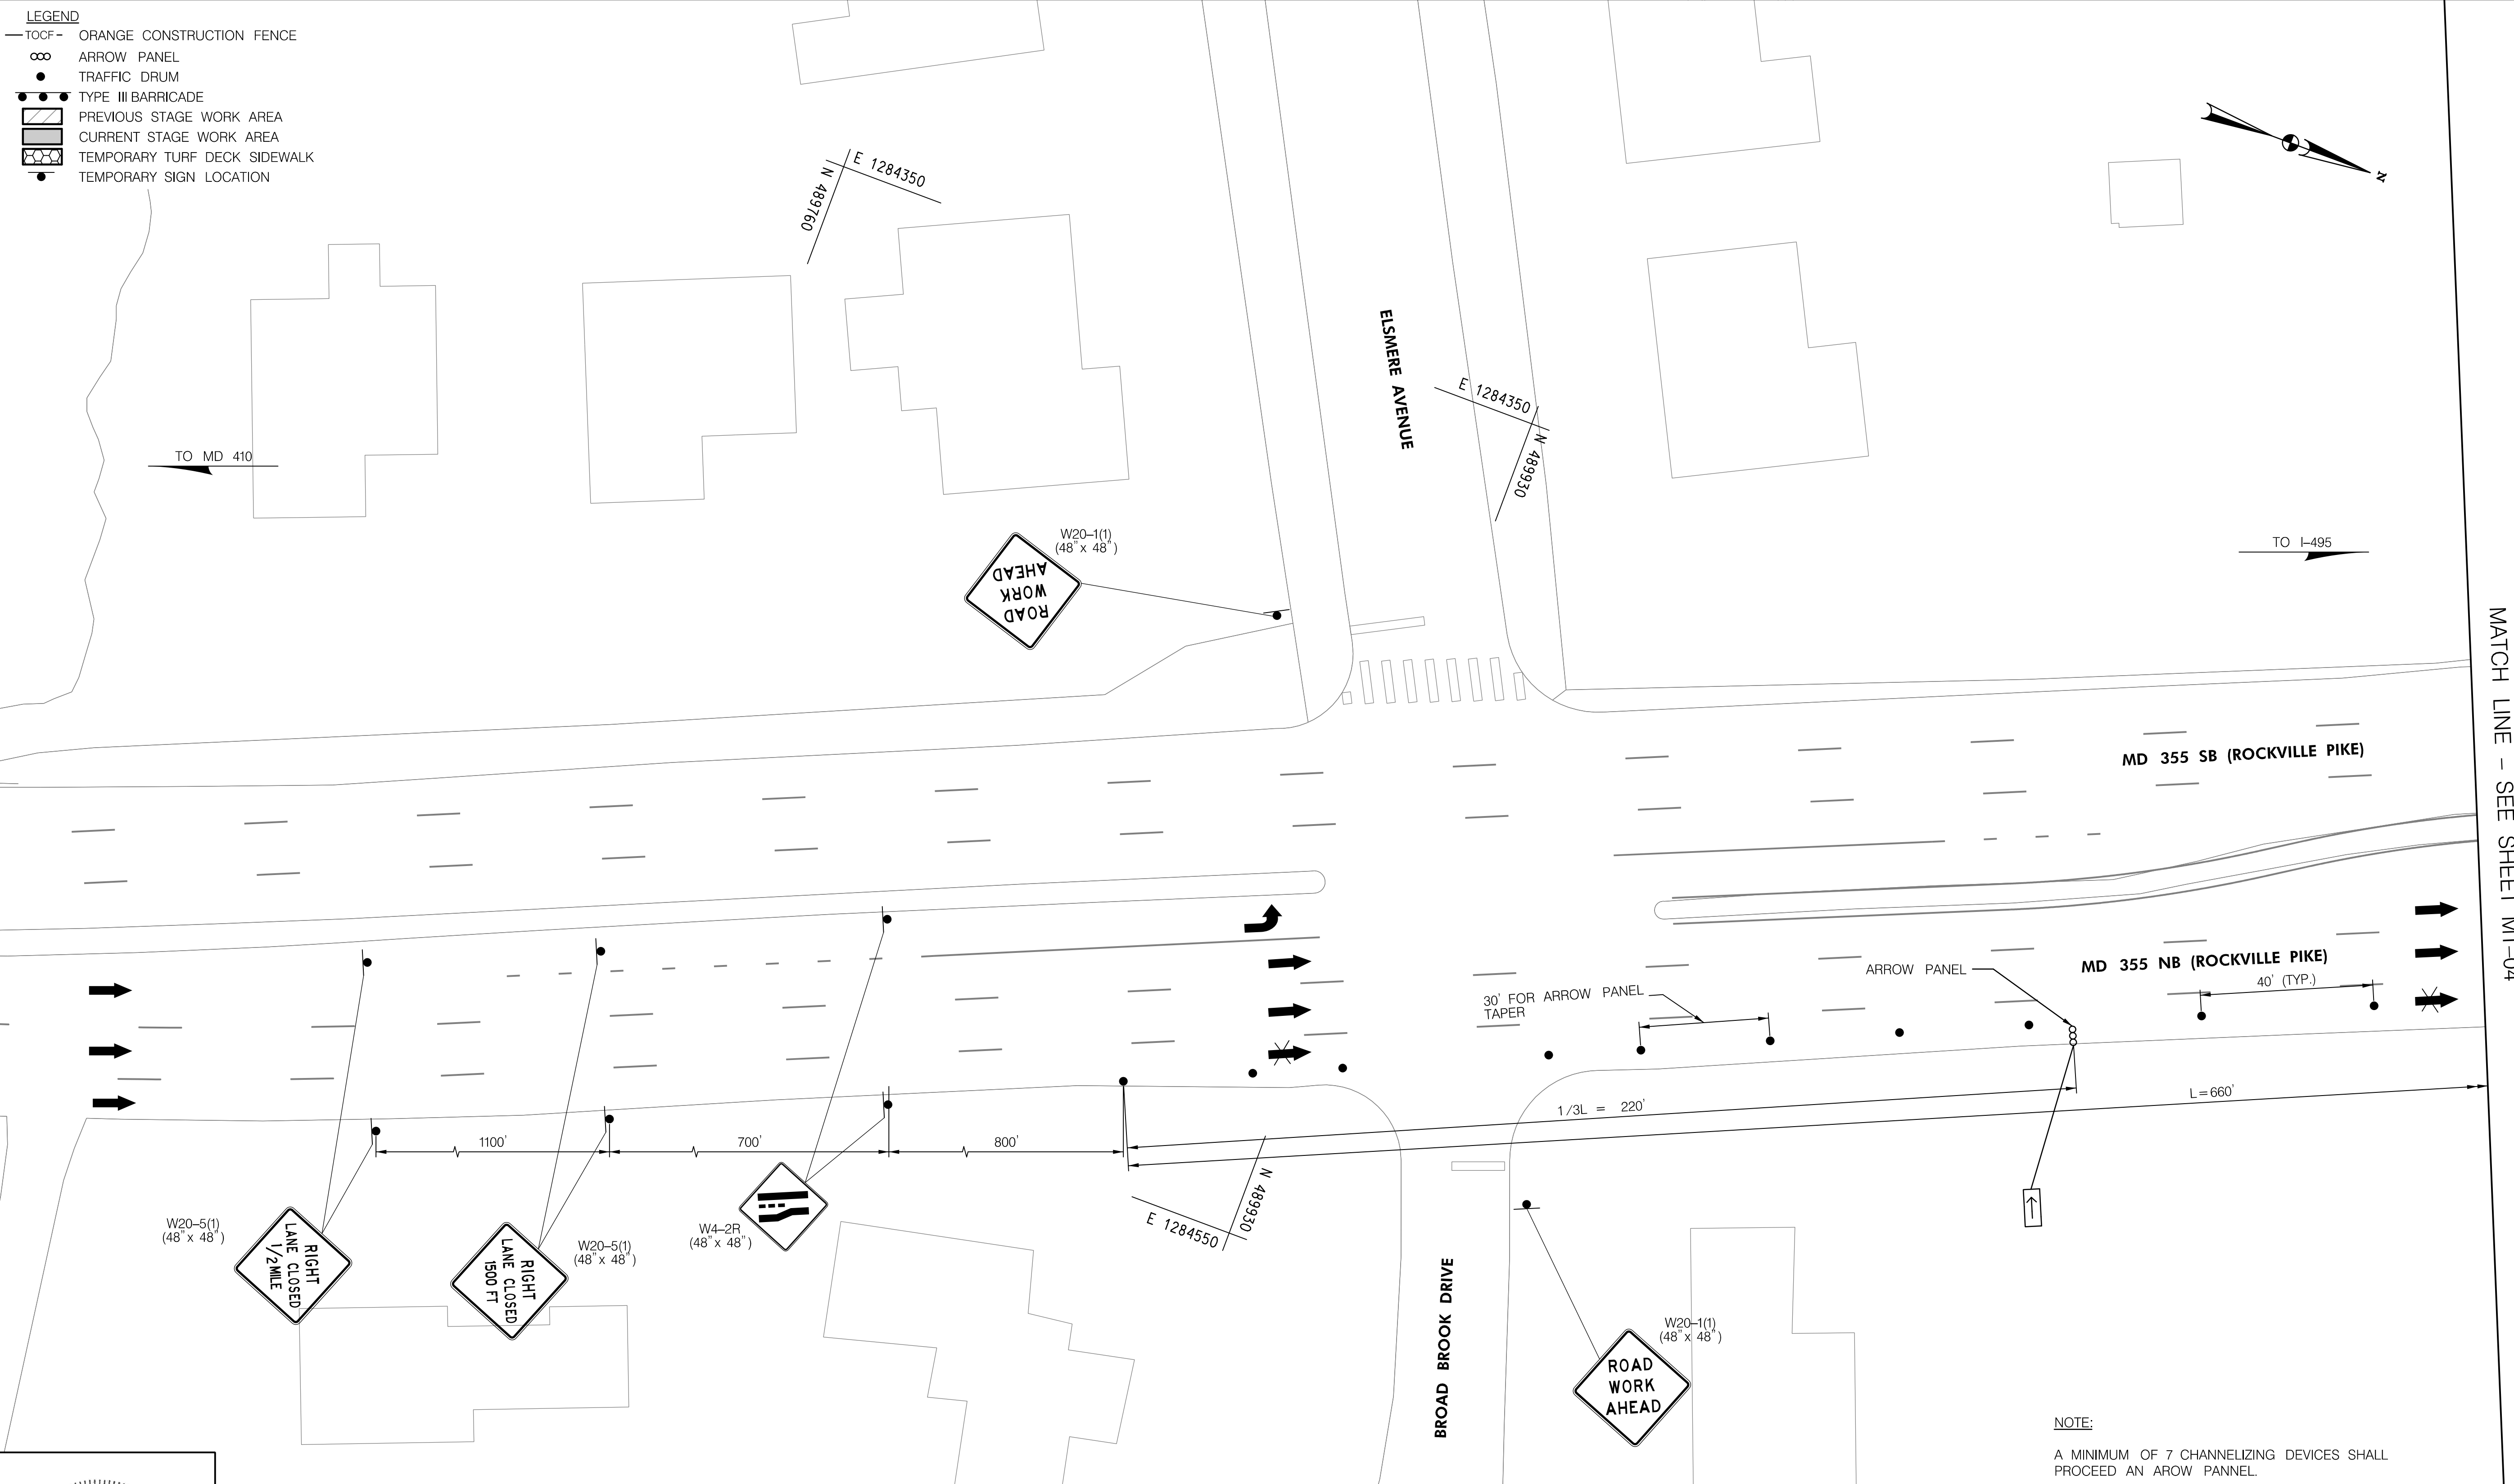 LEGEND
TOCF ORANGE CONSTRUCTION FENCE
ARROW PANEL
TRAFFIC DRUM
TYPE III BARRICADE
PREVIOUS STAGE WORK AREA
CURRENT STAGE WORK AREA
TEMPORARY TURF DECK SIDEWALK
TEMPORARY SIGN LOCATION
E 1284350
N 489760
N
ELSMERE AVENUE
E 1284350
N 489930
TO MD 410
TO I-495
W20-1(1)
(48" x 48")
ROAD
WORK
AHEAD
MATCH LINE - SEE SHEET MT-04
MD 355 SB (ROCKVILLE PIKE)
MD 355 NB (ROCKVILLE PIKE)
ARROW PANEL
40' (TYP.)
30' FOR ARROW PANEL
TAPER
1/3L = 220'
L=660'
1100'
700'
800'
N 489930
E 1284550
W20-5(1)
(48" x 48")
RIGHT
LANE CLOSED
1/2 MILE
W20-5(1)
(48" x 48")
RIGHT
LANE CLOSED
1500 FT
W4-2R
(48" x 48")
BROAD BROOK DRIVE
W20-1(1)
(48" x 48")
ROAD
WORK
AHEAD
NOTE:
A MINIMUM OF 7 CHANNELIZING DEVICES SHALL
PROCEED AN AROW PANNEL.